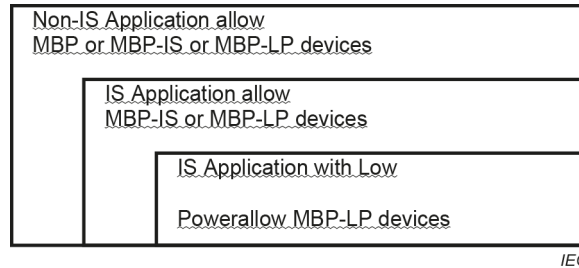 Non-IS Application allow
MBP or MBP-IS or MBP-LP devices
IS Application allow
MBP-IS or MBP-LP devices
IS Application with Low
Powerallow MBP-LP devices